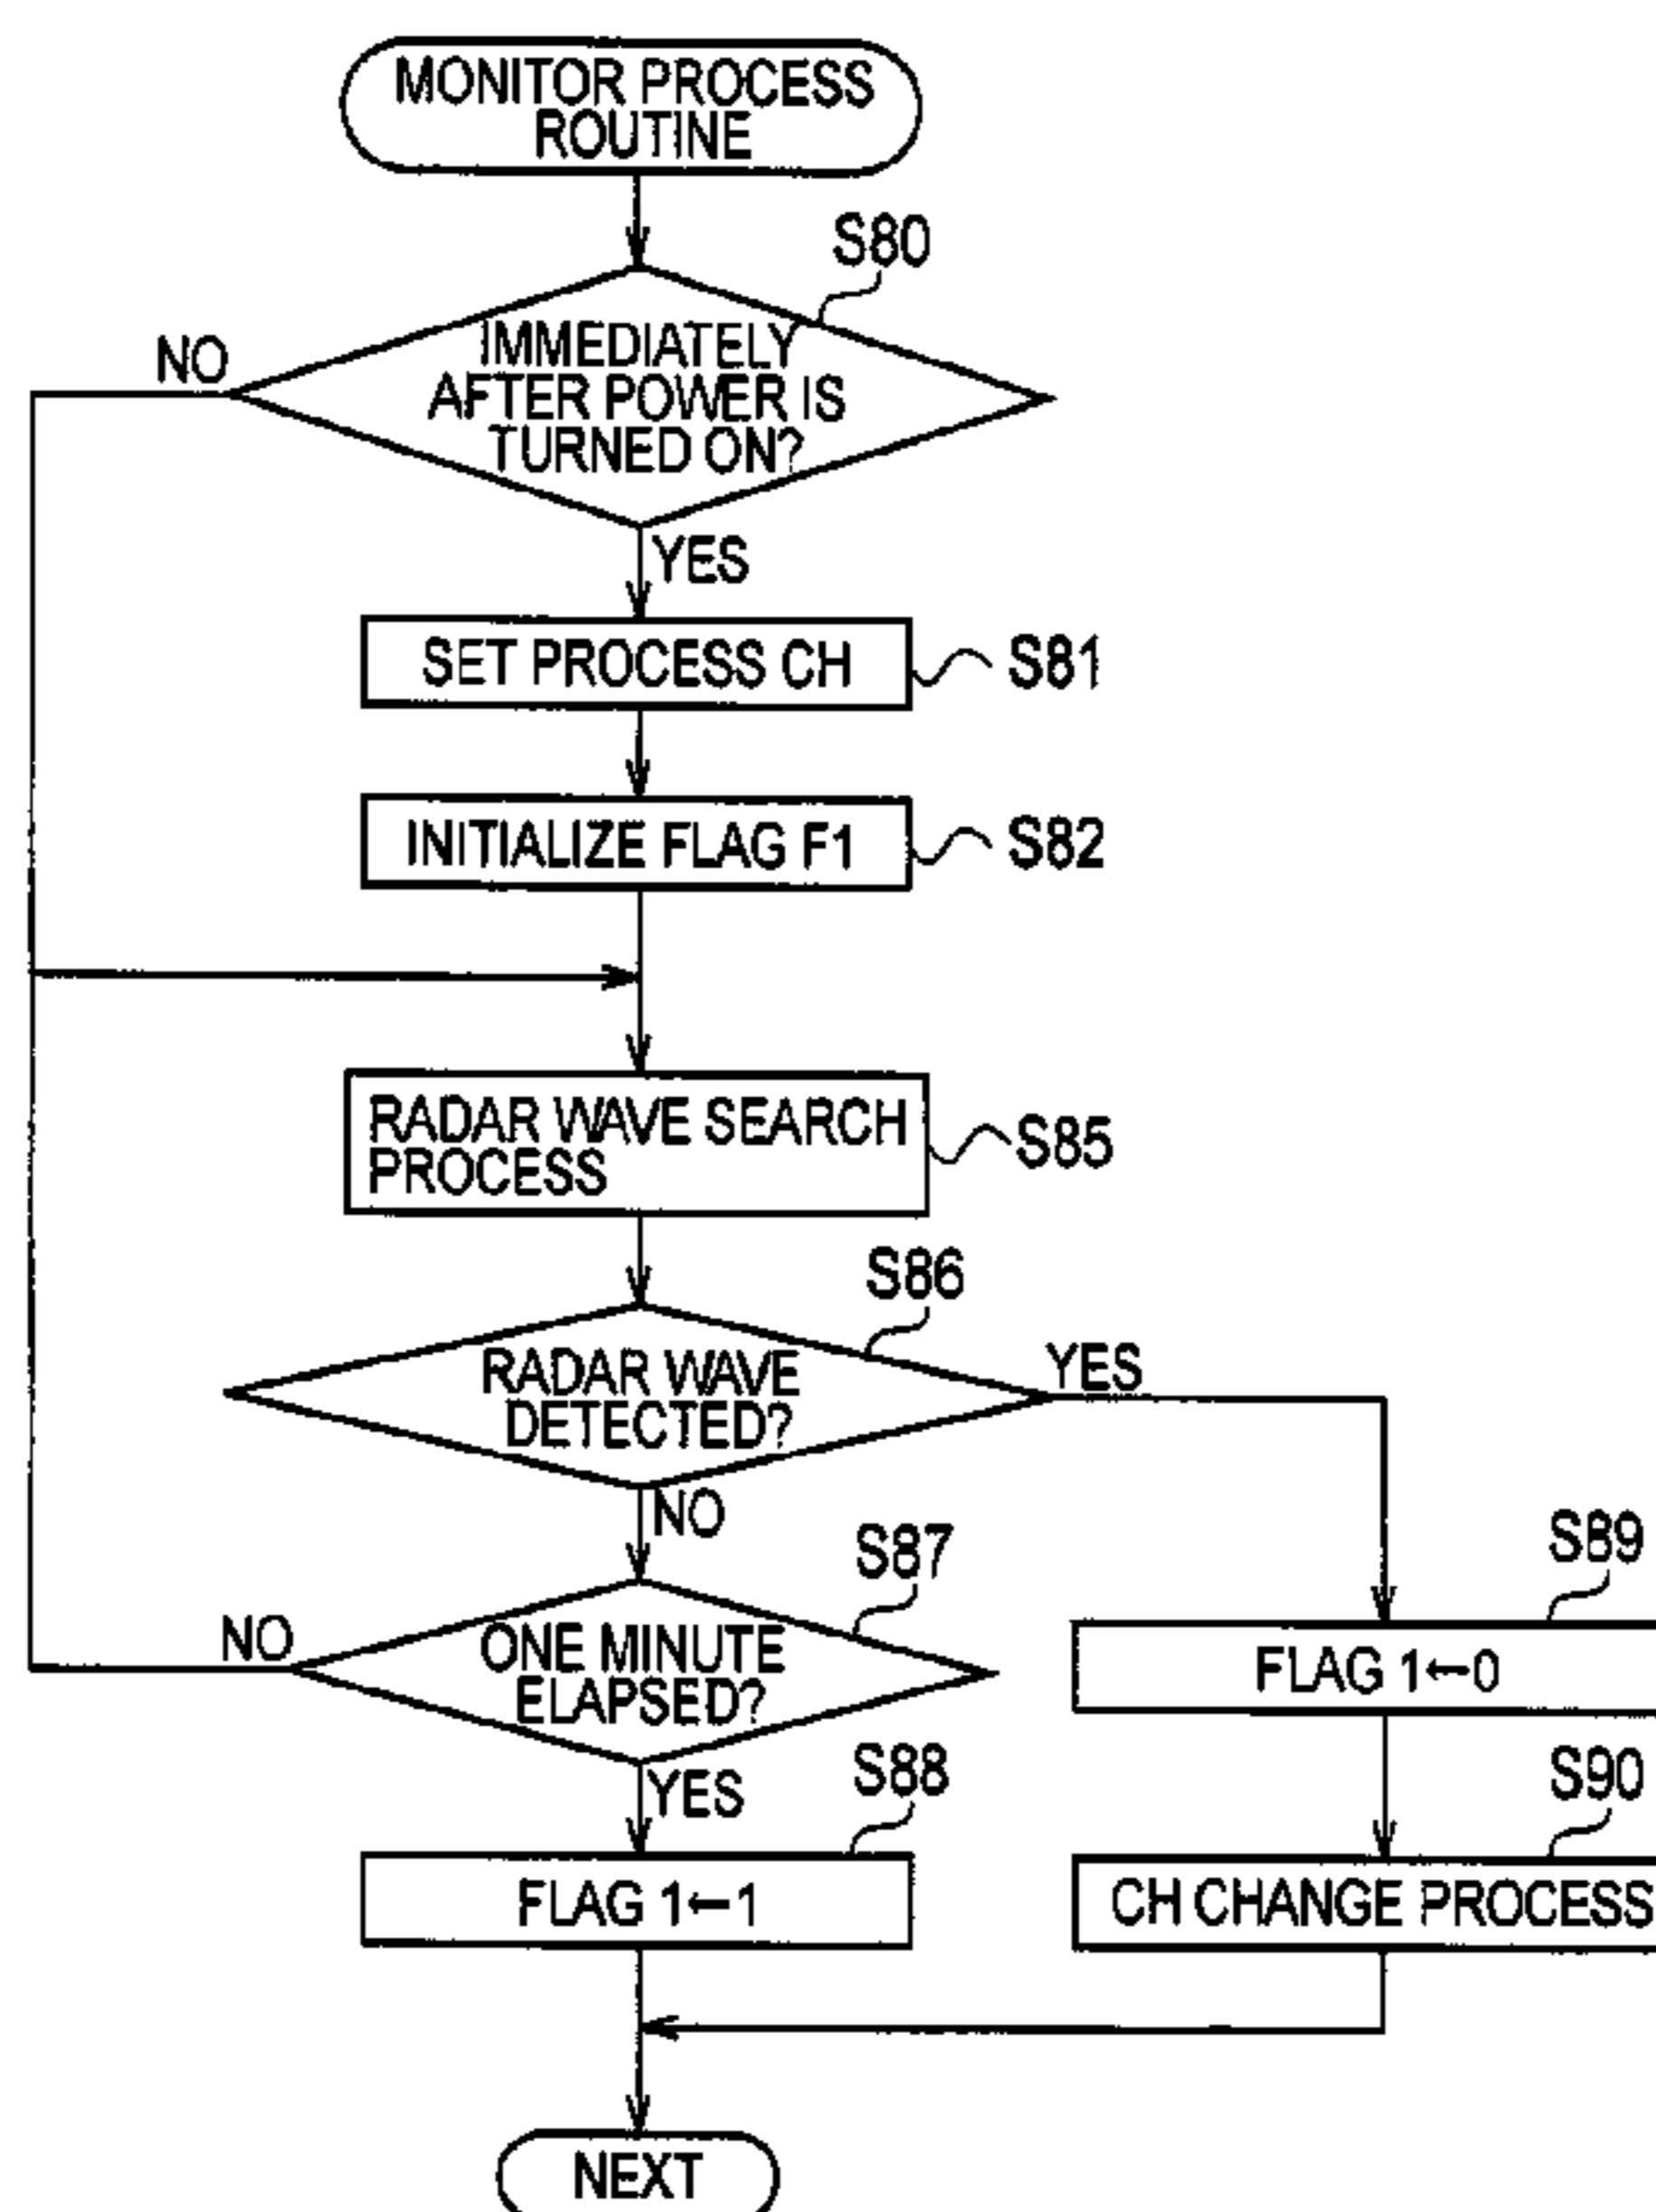 MONITOR PROCESS
ROUTINE
S80
IMMEDIATELY
AFTER POWER IS
TURNED ON?
NO
YES
SET PROCESS CH
S81
INITIALIZE FLAG F1
S82
RADAR WAVE SEARCH
PROCESS
S85
S86
RADAR WAVE
DETECTED?
YES
NO
S87
ONE MINUTE
ELAPSED?
NO
YES
S88
FLAG 1←1
S89
FLAG 1←0
S90
CH CHANGE PROCESS
NEXT